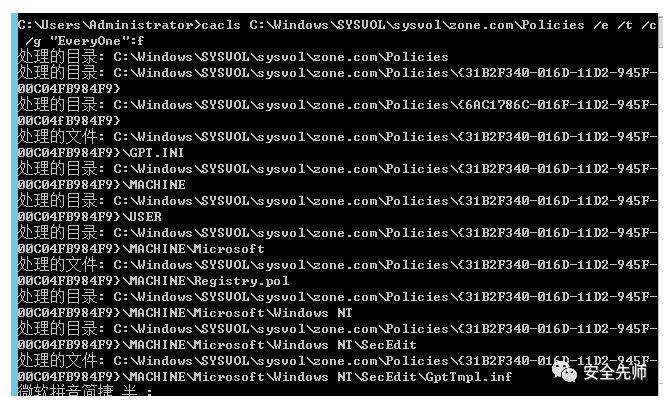 C:\Users\Administrator>cacls C:\Windows\SYSVOL\sysvol\zone.com\Policies /e /t /c
/g "EveryOne":f
处理的目录: C:\Windows\SYSVOL\sysvol\zone.com\Policies
处理的目录: C:\Windows\SYSVOL\sysvol\zone.com\Policies\{31B2F340-016D-11D2-945F-
00C04FB984F9}
处理的目录: C:\Windows\SYSVOL\sysvol\zone.com\Policies\{6AC1786C-016F-11D2-945F-
00C04fB984F9}
处理的文件: C:\Windows\SYSVOL\sysvol\zone.com\Policies\{31B2F340-016D-11D2-945F-
00C04FB984F9}\GPT.INI
处理的目录: C:\Windows\SYSVOL\sysvol\zone.com\Policies\{31B2F340-016D-11D2-945F-
00C04FB984F9}\MACHINE
处理的目录: C:\Windows\SYSVOL\sysvol\zone.com\Policies\{31B2F340-016D-11D2-945F-
00C04FB984F9}\USER
处理的目录: C:\Windows\SYSVOL\sysvol\zone.com\Policies\{31B2F340-016D-11D2-945F-
00C04FB984F9}\MACHINE\Microsoft
处理的文件: C:\Windows\SYSVOL\sysvol\zone.com\Policies\{31B2F340-016D-11D2-945F-
00C04FB984F9}\MACHINE\Registry.pol
处理的目录: C:\Windows\SYSVOL\sysvol\zone.com\Policies\{31B2F340-016D-11D2-945F-
00C04FB984F9}\MACHINE\Microsoft\Windows NT
处理的目录: C:\Windows\SYSVOL\sysvol\zone.com\Policies\{31B2F340-016D-11D2-945F-
00C04FB984F9}\MACHINE\Microsoft\Windows NT\SecEdit
处理的文件: C:\Windows\SYSVOL\sysvol\zone.com\Policies\{31B2F340-016D-11D2-945F-
00C04FB984F9}\MACHINE\Microsoft\Windows NT\SecEdit\GptTmpl.inf
安全先师
微软拼音简捷 半 :